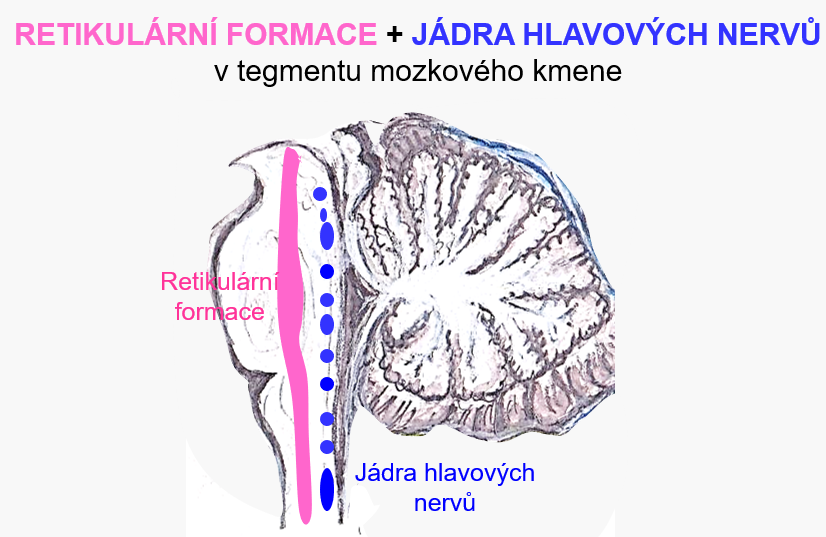 RETIKULÁRNÍ FORMACE + JÁDRA HLAVOVÝCH NERVŮ
v tegmentu mozkového kmene
Retikulární
formace
Jádra hlavových
nervů